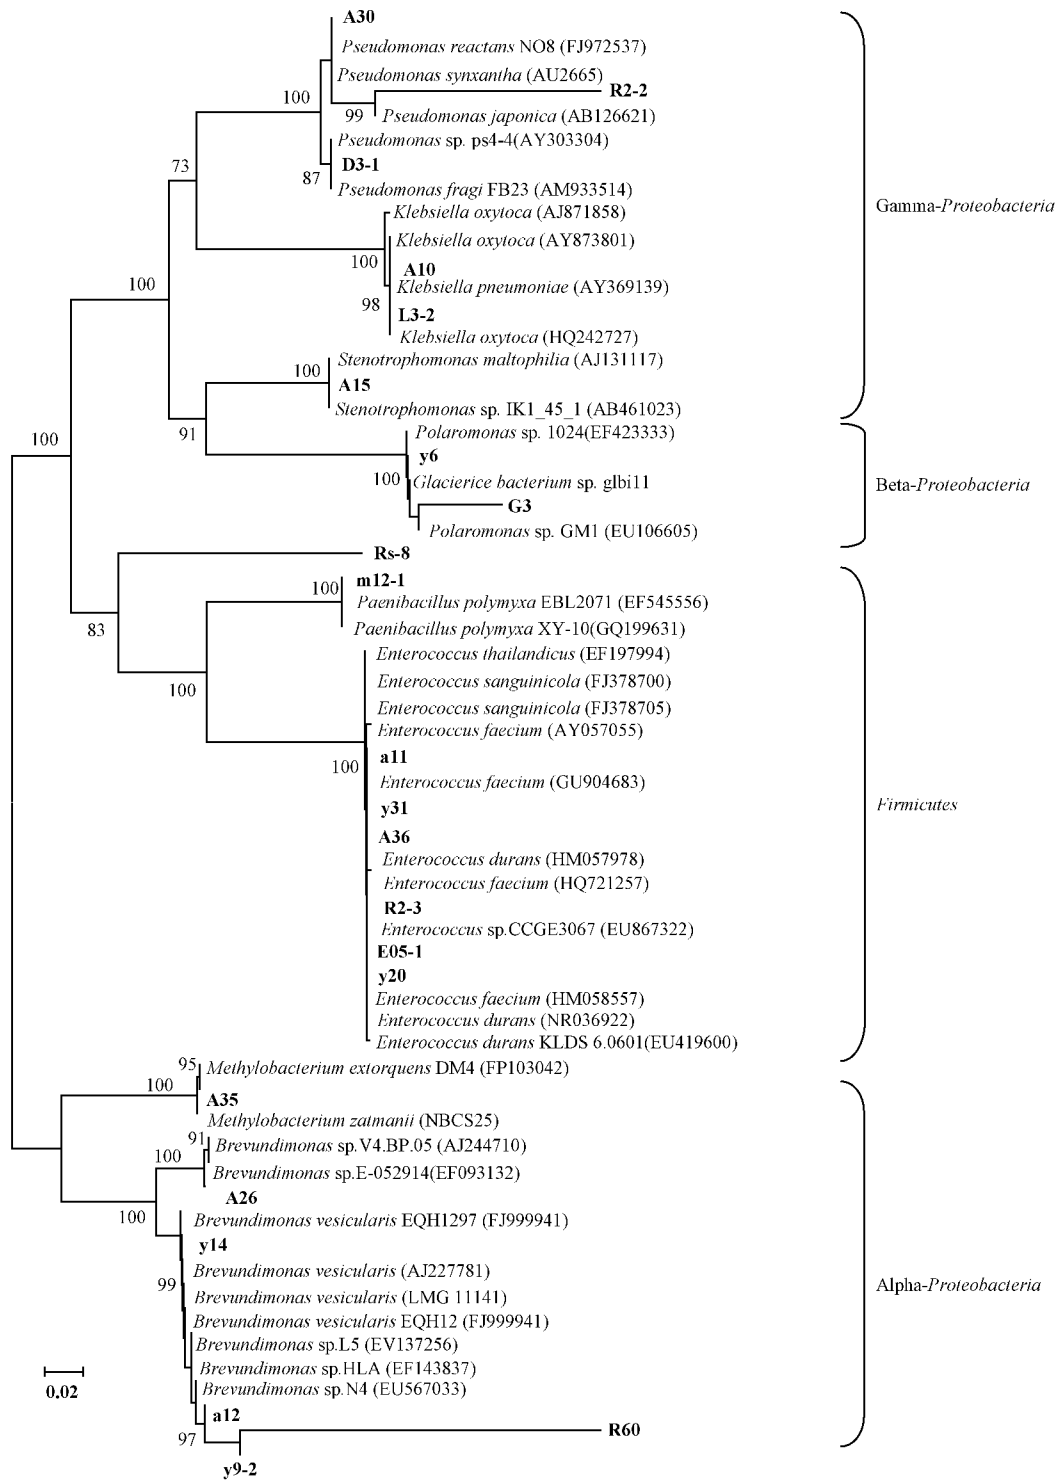 A30
Pseudomonas reactans NO8 (FJ972537)
Pseudomonas synxantha (AU2665)
R2-2
100
99
Pseudomonas japonica (AB126621)
Pseudomonas sp. ps4-4(AY303304)
73
D3-1
87
Pseudomonas fragi FB23 (AM933514)
Gamma-Proteobacteria
Klebsiella oxytoca (AJ871858)
Klebsiella oxytoca (AY873801)
100
A10
100
Klebsiella pneumoniae (AY369139)
98
L3-2
Klebsiella oxytoca (HQ242727)
Stenotrophomonas maltophilia (AJ131117)
100
A15
Stenotrophomonas sp. IK1_45_1 (AB461023)
91
100
Polaromonas sp. 1024(EF423333)
y6
100
Glacierice bacterium sp. glbi11
Beta-Proteobacteria
G3
Polaromonas sp. GM1 (EU106605)
Rs-8
m12-1
100
Paenibacillus polymyxa EBL2071 (EF545556)
83
Paenibacillus polymyxa XY-10(GQ199631)
Enterococcus thailandicus (EF197994)
100
Enterococcus sanguinicola (FJ378700)
Enterococcus sanguinicola (FJ378705)
Enterococcus faecium (AY057055)
a11
100
Enterococcus faecium (GU904683)
y31
Firmicutes
A36
Enterococcus durans (HM057978)
Enterococcus faecium (HQ721257)
R2-3
Enterococcus sp.CCGE3067 (EU867322)
E05-1
y20
Enterococcus faecium (HM058557)
Enterococcus durans (NR036922)
Enterococcus durans KLDS 6.0601(EU419600)
95
Methylobacterium extorquens DM4 (FP103042)
100
A35
Methylobacterium zatmanii (NBCS25)
91
Brevundimonas sp.V4.BP.05 (AJ244710)
100
Brevundimonas sp.E-052914(EF093132)
A26
100
Brevundimonas vesicularis EQH1297 (FJ999941)
y14
Brevundimonas vesicularis (AJ227781)
99
Alpha-Proteobacteria
Brevundimonas vesicularis (LMG 11141)
Brevundimonas vesicularis EQH12 (FJ999941)
Brevundimonas sp.L5 (EV137256)
Brevundimonas sp.HLA (EF143837)
Brevundimonas sp.N4 (EU567033)
0.02
a12
R60
97
y9-2